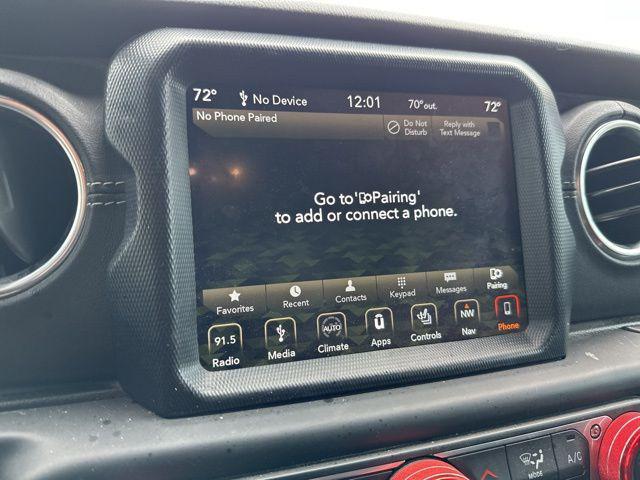 72° No Device 12:01 70° out. 72°
No Phone Paired
Do Not
Disturb
Reply with
Text Message
Go to 'Pairing'
to add or connect a phone.
Favorites Recent Contacts Keypad Messages Pairing
91.5 AUTO NW
Radio Media Climate Apps Controls Nav Phone
MODE A/C